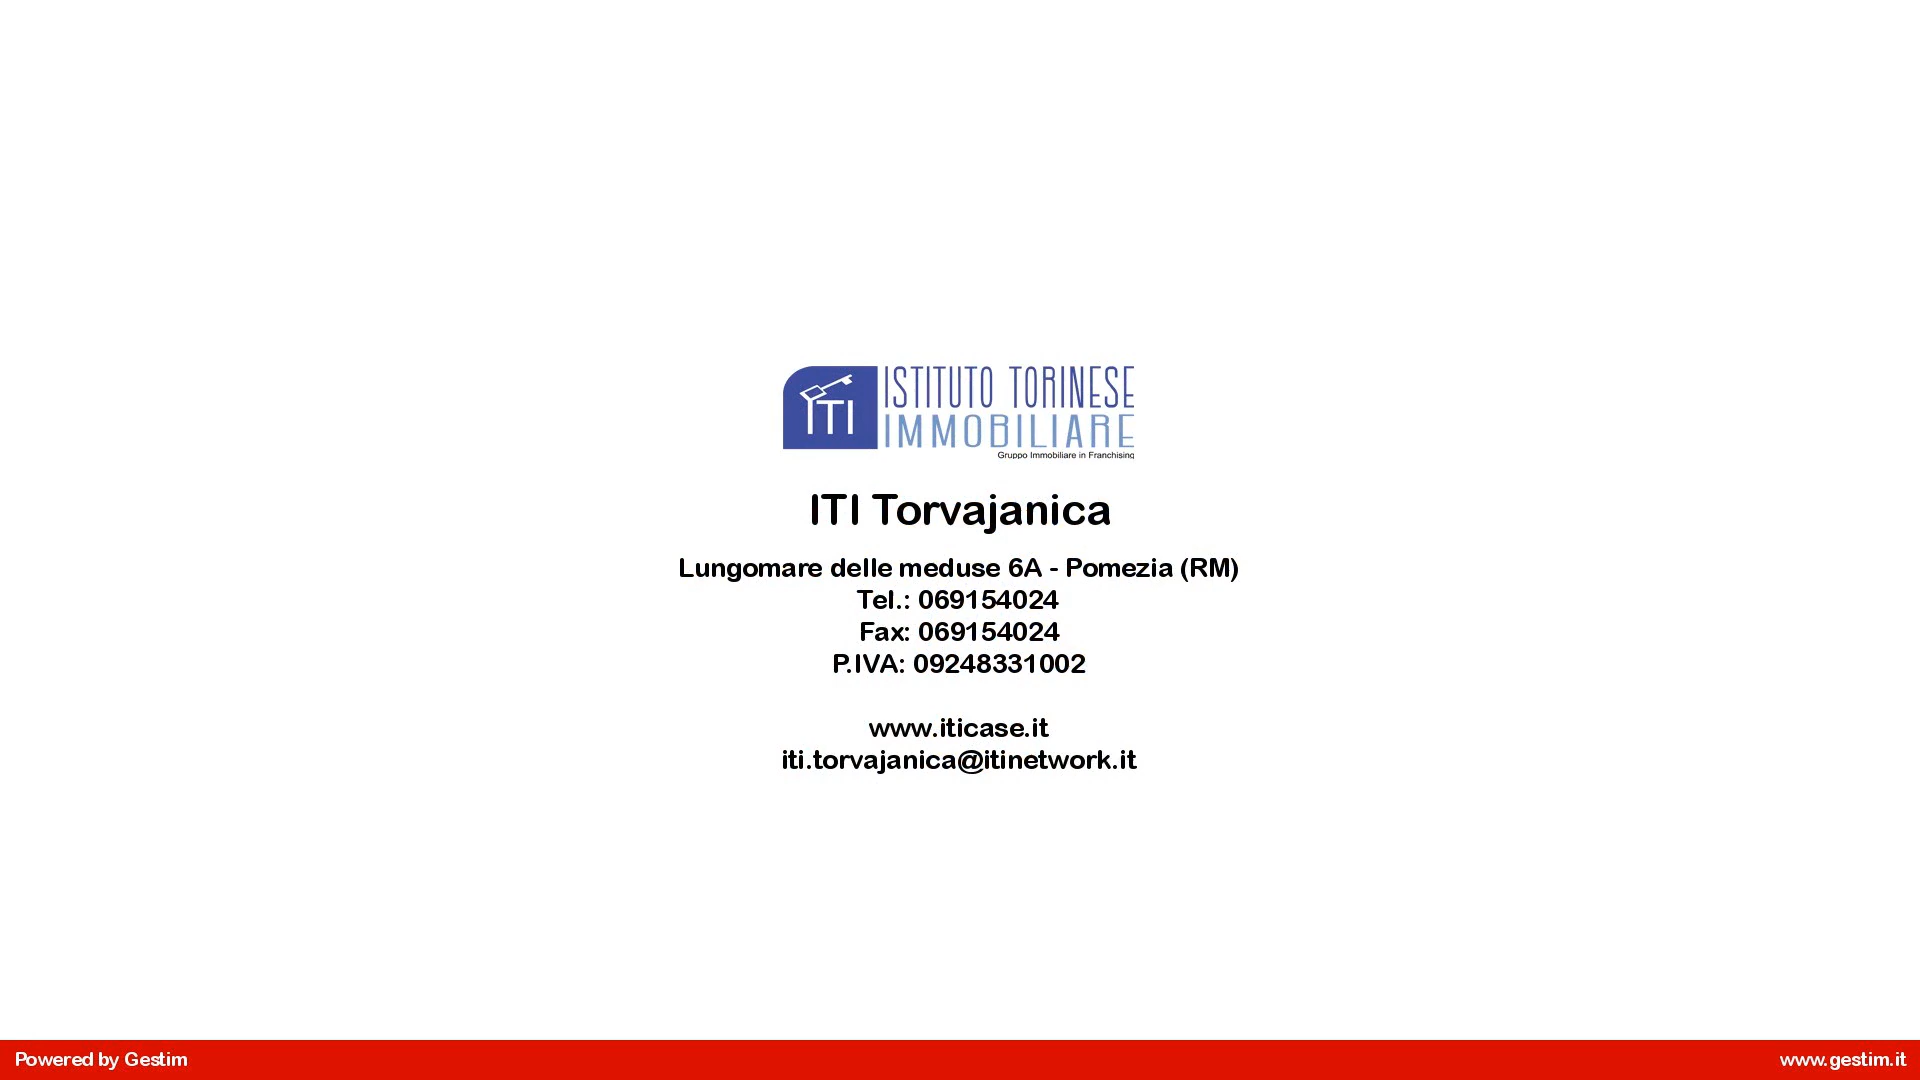 ITI
ISTITUTO TORINESE
IMMOBILIARE
Gruppo Immobiliare in Franchising
ITI Torvajanica
Lungomare delle meduse 6A - Pomezia (RM)
Tel.: 069154024
Fax: 069154024
P.IVA: 09248331002
www.iticase.it
iti.torvajanica@itinetwork.it
Powered by Gestim
www.gestim.it